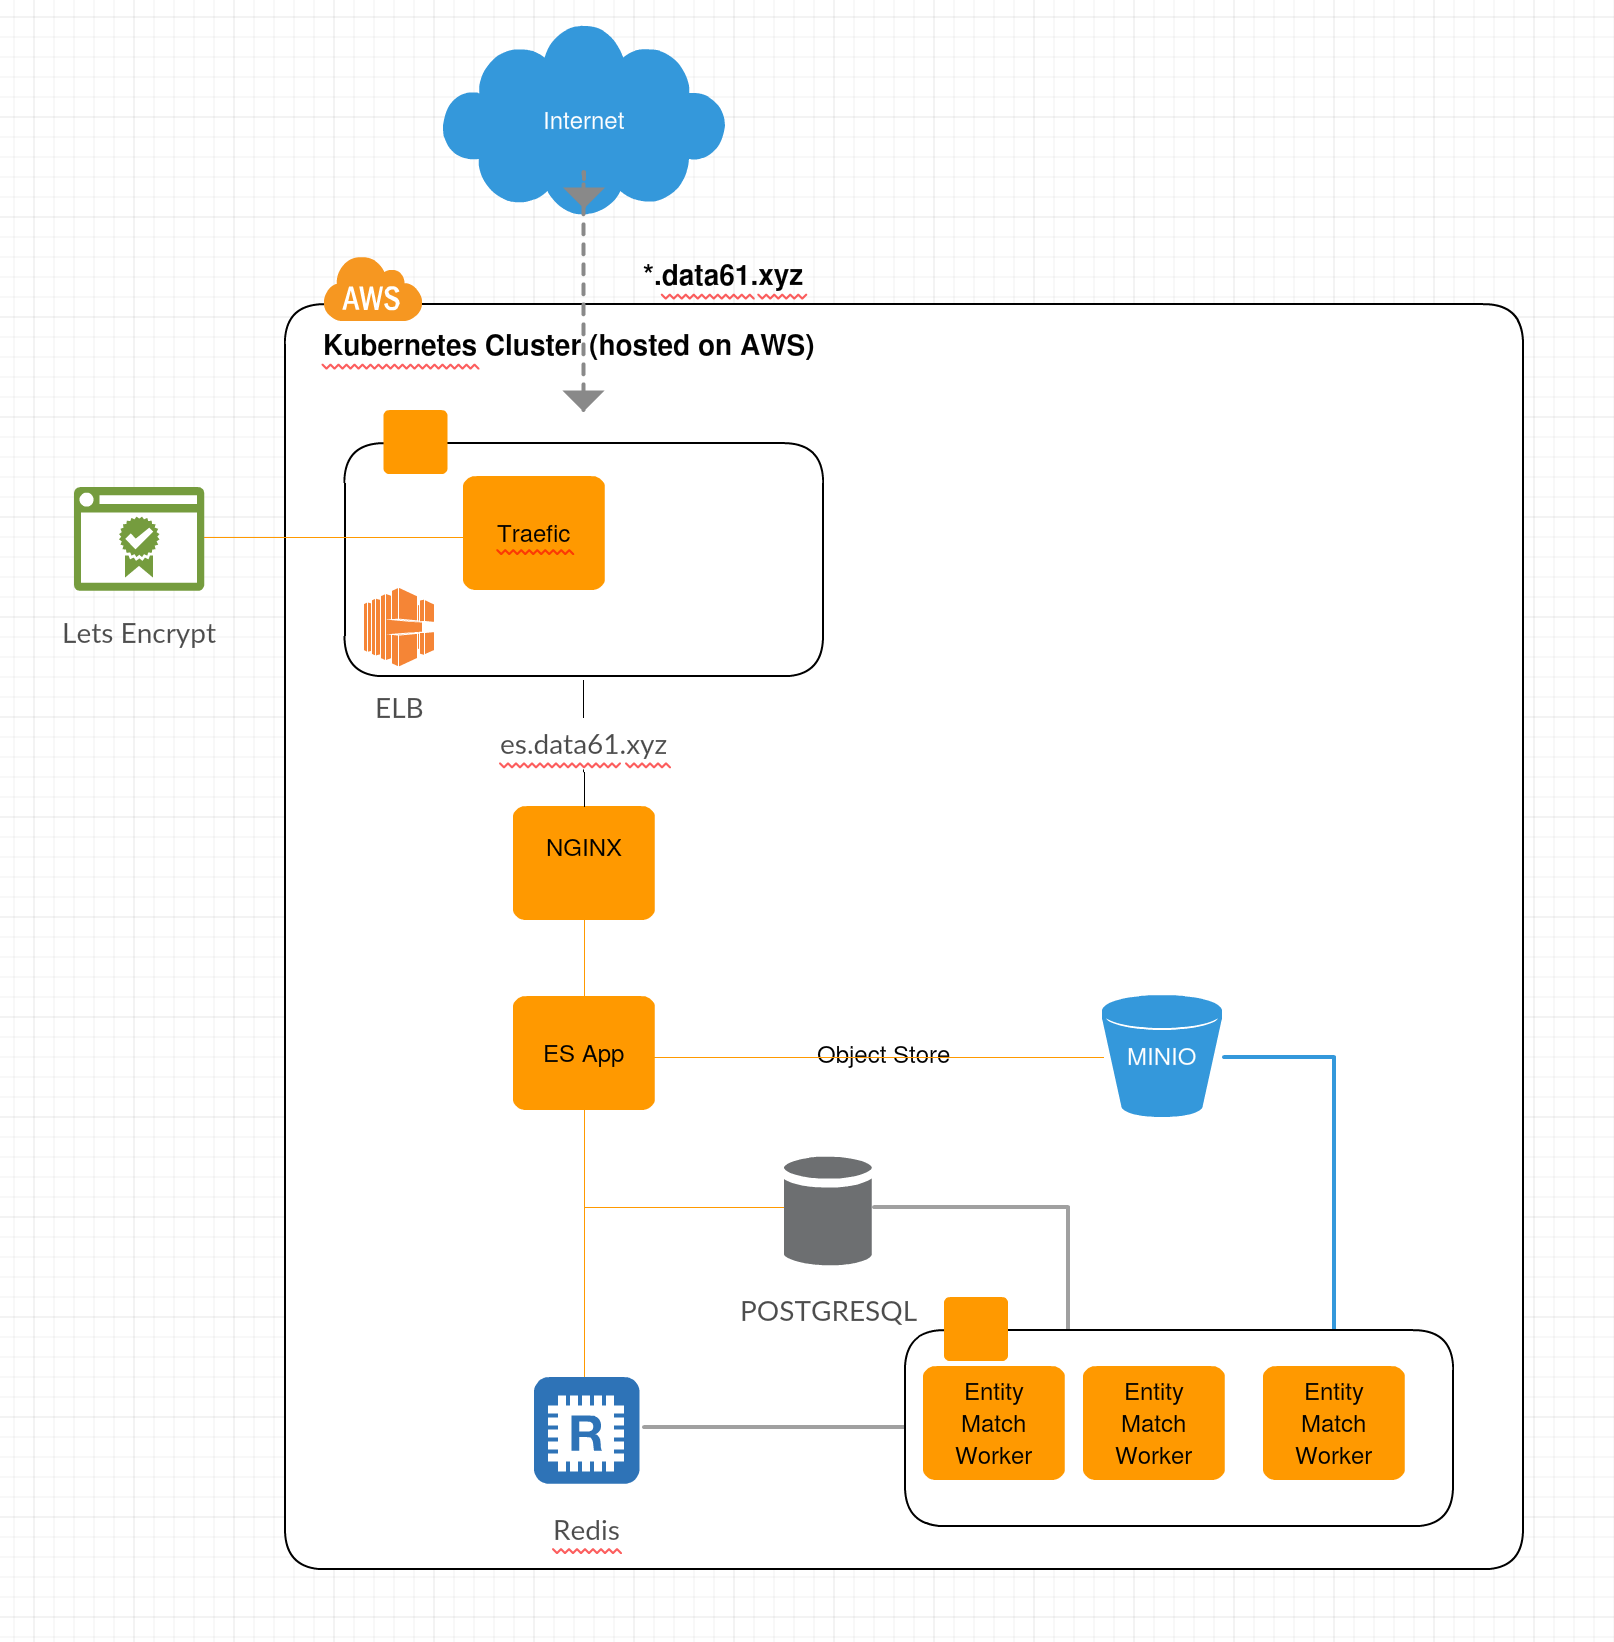 Internet
*.data61.xyz
AWS
Kubernetes Cluster (hosted on AWS)
Traefic
Lets Encrypt
ELB
es.data61.xyz
NGINX
ES App
Object Store
MINIO
POSTGRESQL
Entity
Match
Worker
Entity
Match
Worker
Entity
Match
Worker
R
Redis